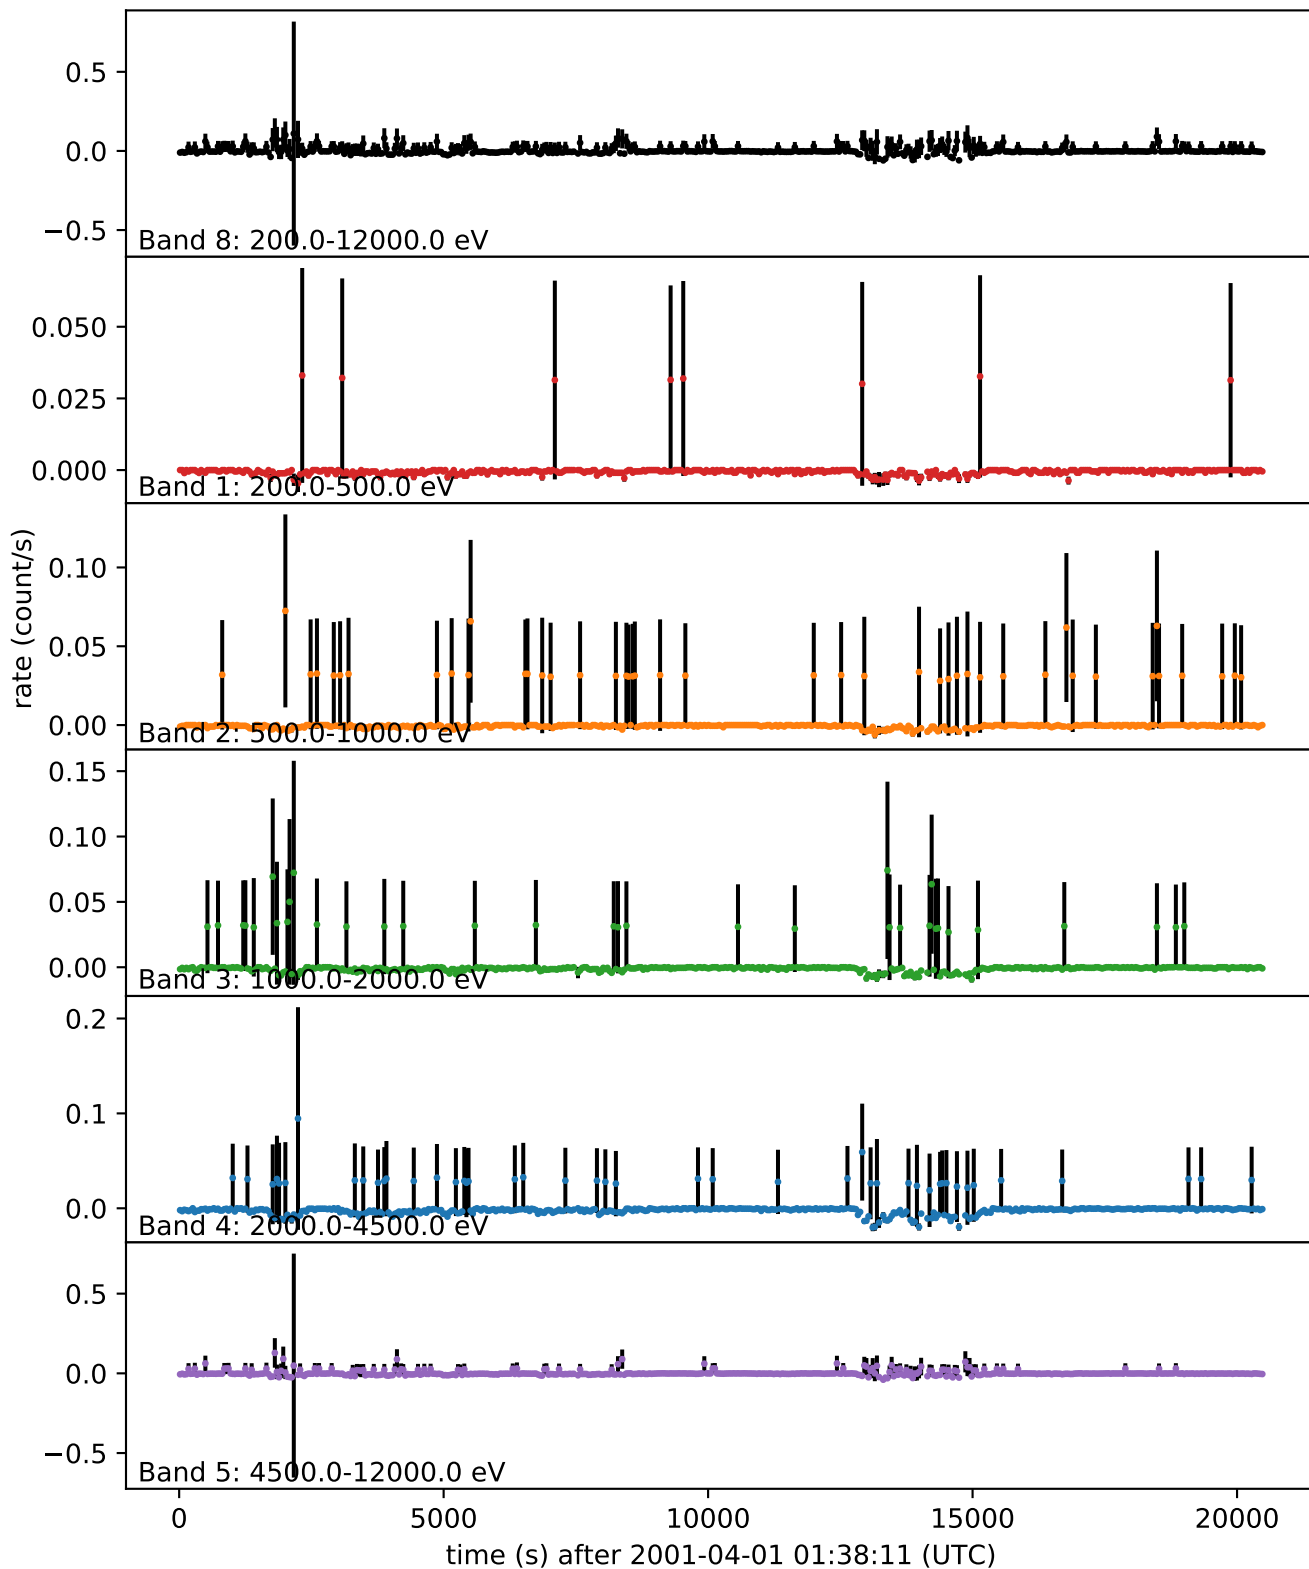 0.5
0.0
−0.5
Band 8: 200.0-12000.0 eV
0.050
0.025
0.000
Band 1: 200.0-500.0 eV
rate (count/s)
0.10
0.05
0.00
Band 2: 500.0-1000.0 eV
0.15
0.10
0.05
0.00
Band 3: 1000.0-2000.0 eV
0.2
0.1
0.0
Band 4: 2000.0-4500.0 eV
0.5
0.0
−0.5
Band 5: 4500.0-12000.0 eV
0 5000 10000 15000 20000
time (s) after 2001-04-01 01:38:11 (UTC)